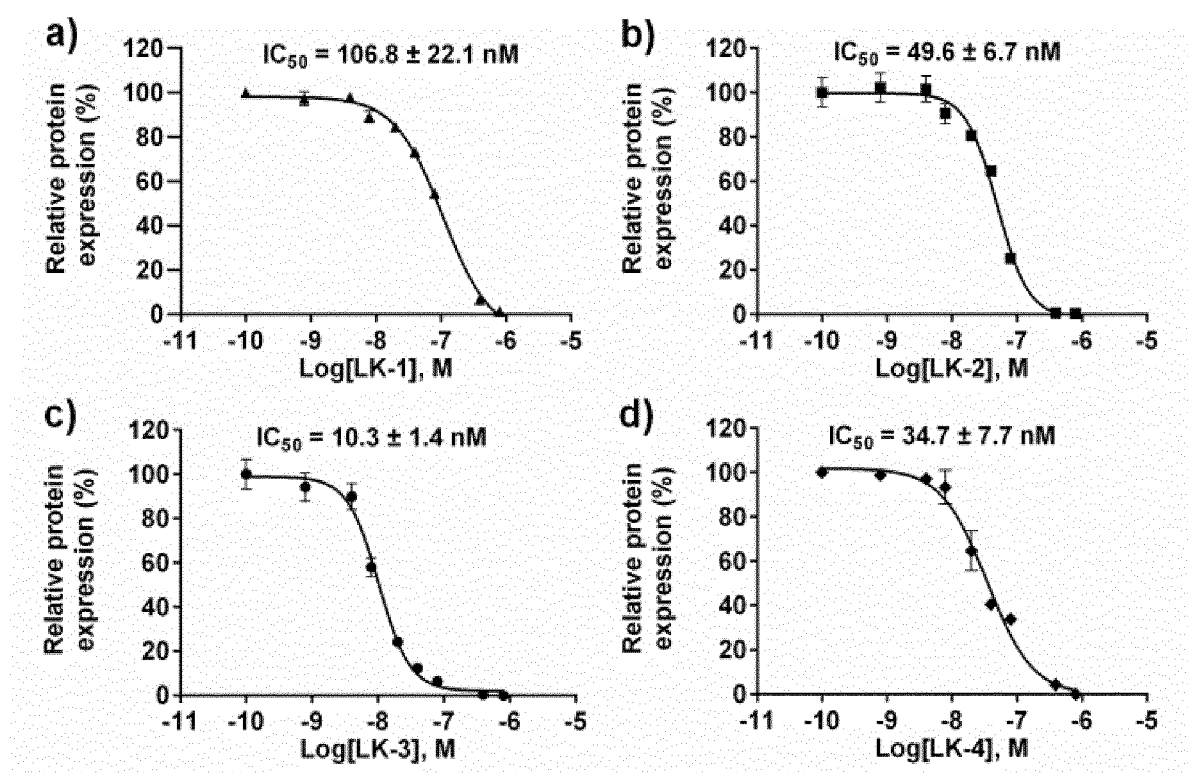 a)
IC50 = 106.8 ± 22.1 nM
Relative protein
expression (%)
120
100
80
60
40
20
0
-11 -10 -9 -8 -7 -6 -5
Log[LK-1], M
b)
IC50 = 49.6 ± 6.7 nM
Relative protein
expression (%)
120
100
80
60
40
20
0
-11 -10 -9 -8 -7 -6 -5
Log[LK-2], M
c)
IC50 = 10.3 ± 1.4 nM
Relative protein
expression (%)
120
100
80
60
40
20
0
-11 -10 -9 -8 -7 -6 -5
Log[LK-3], M
d)
IC50 = 34.7 ± 7.7 nM
Relative protein
expression (%)
120
100
80
60
40
20
0
-11 -10 -9 -8 -7 -6 -5
Log[LK-4], M